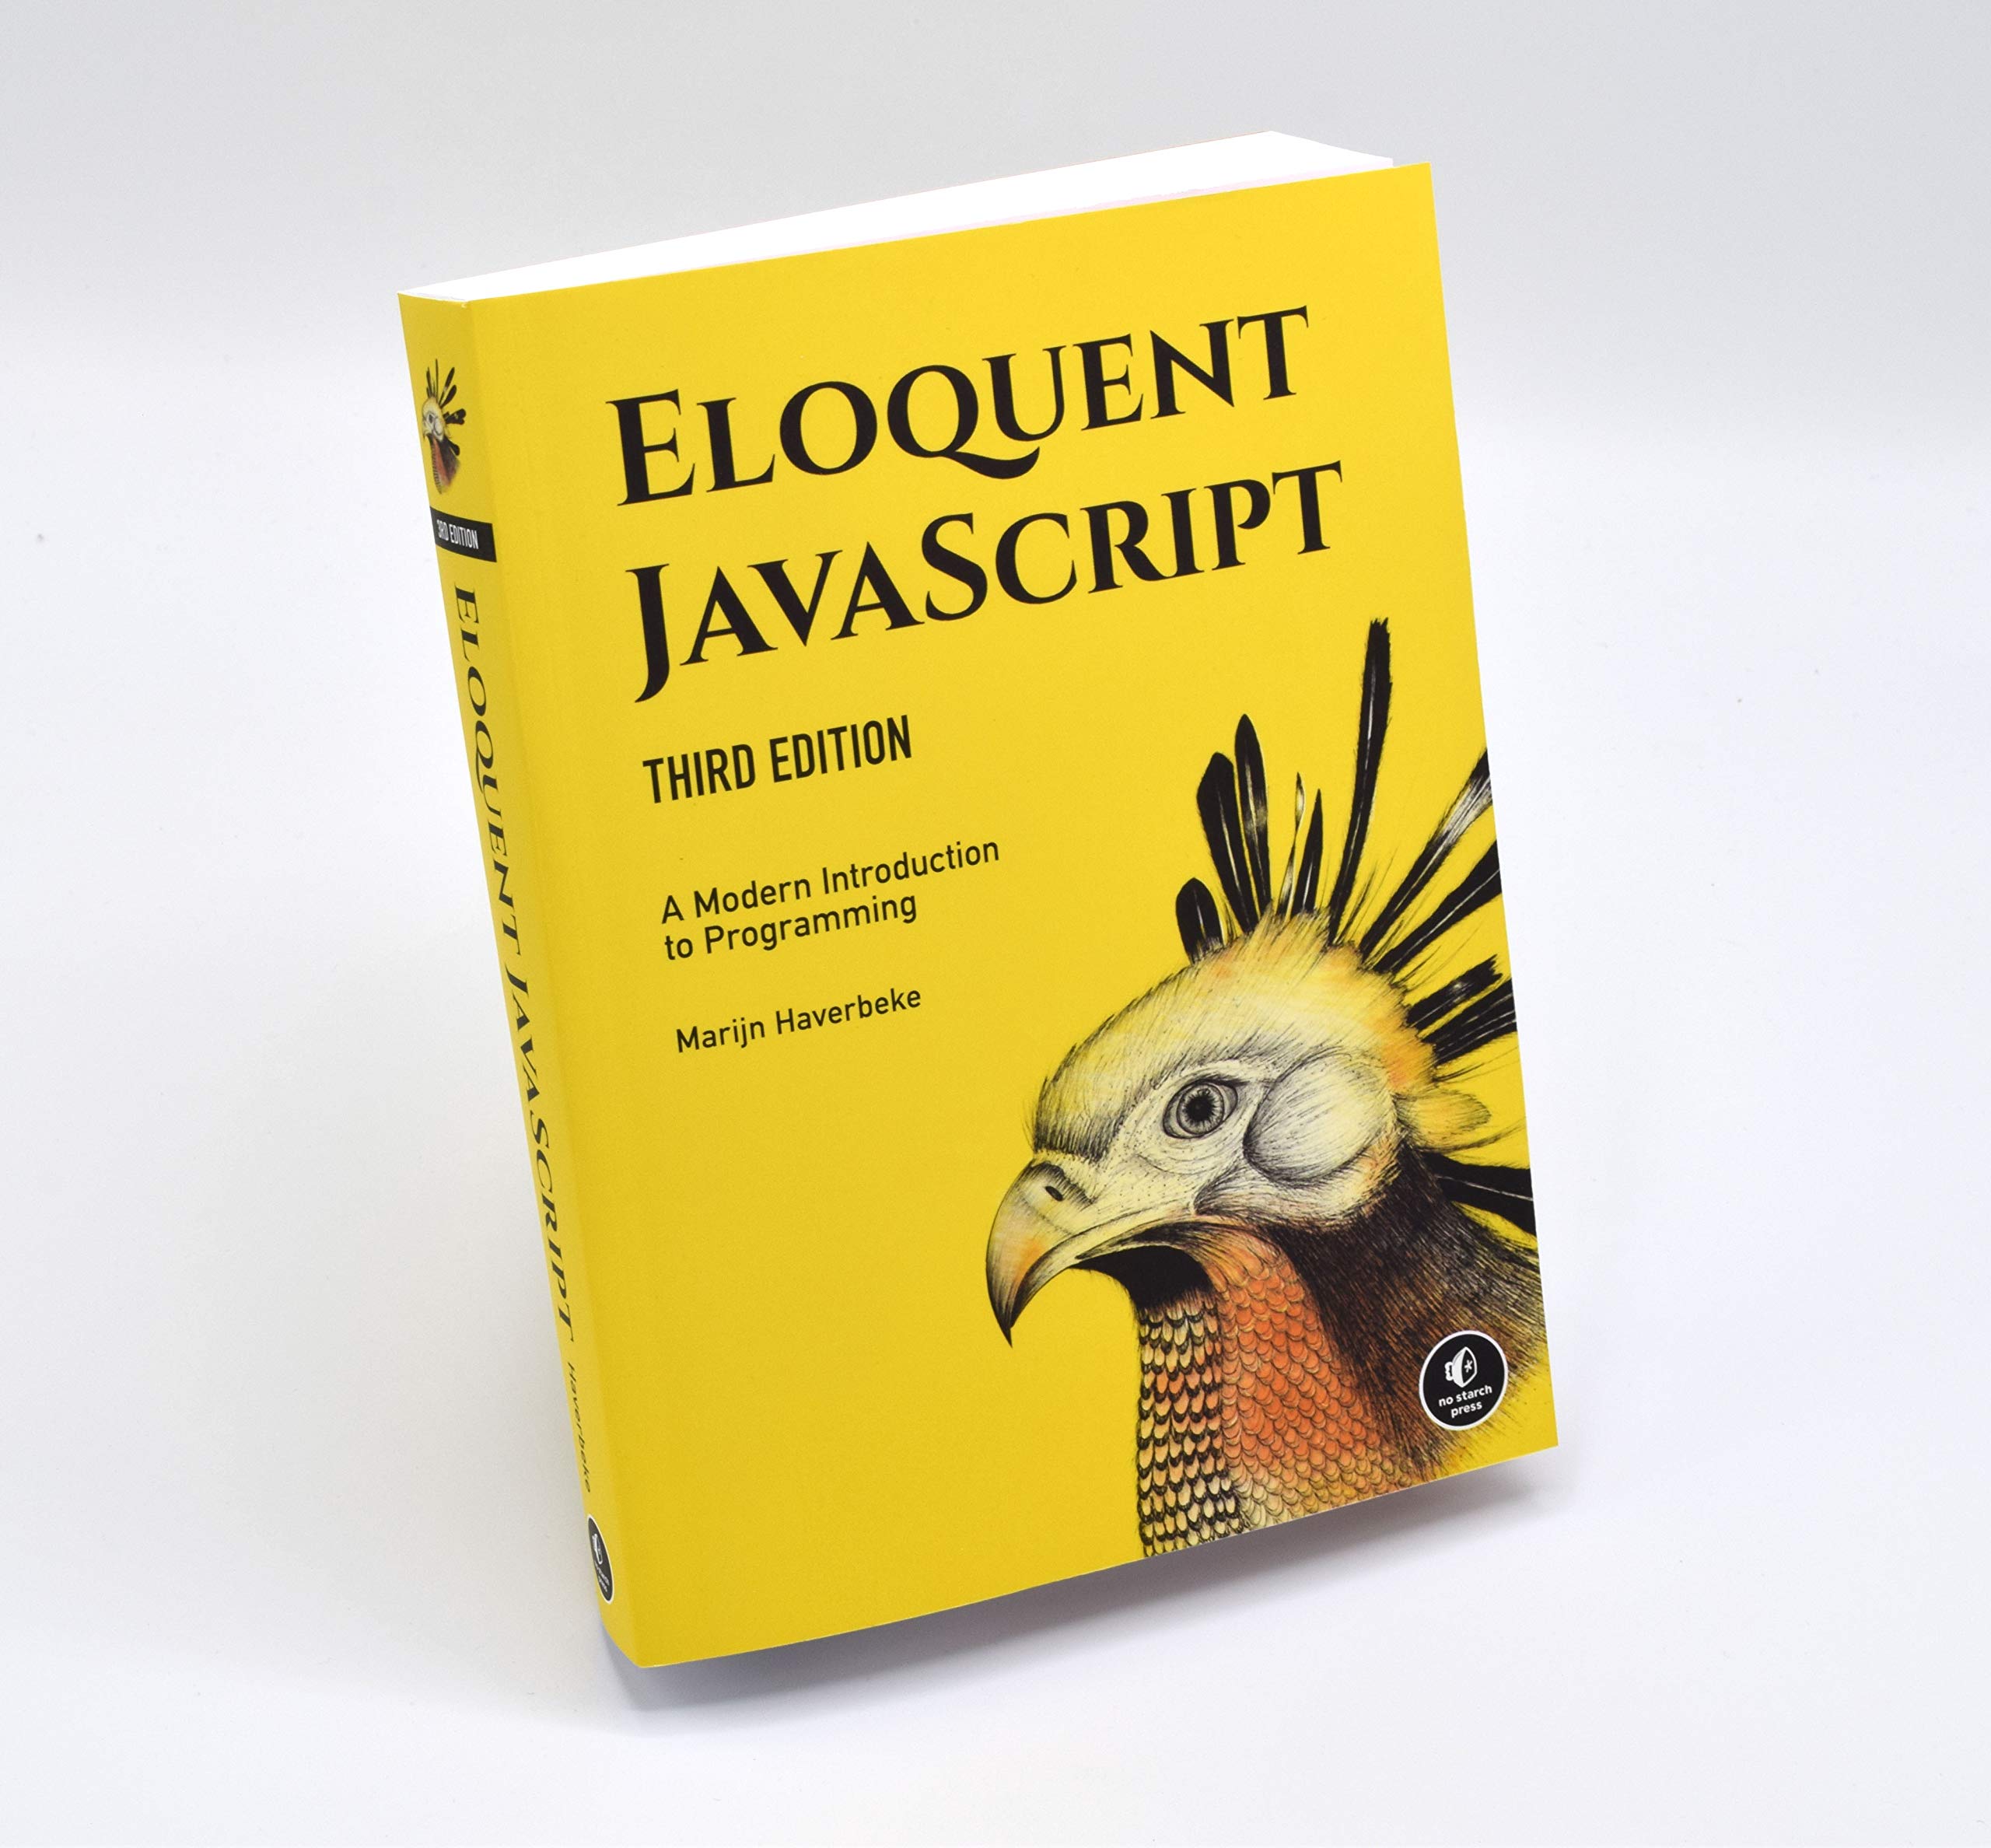 ELOQUENT
JAVASCRIPT
THIRD EDITION
A Modern Introduction
to Programming
Marijn Haverbeke
no starch
press
3RD EDITION
ELOQUENT JAVASCRIPT
Haverbeke